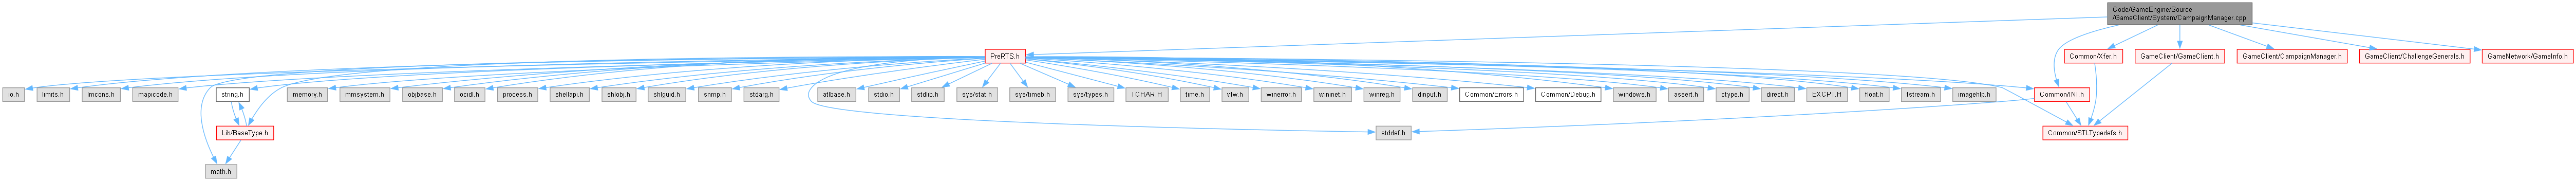 Code/GameEngine/Source
/GameClient/System/CampaignManager.cpp
PreRTS.h
Common/Xfer.h
GameClient/GameClient.h
GameClient/CampaignManager.h
GameClient/ChallengeGenerals.h
GameNetwork/GameInfo.h
io.h
limits.h
lmcons.h
mapicode.h
string.h
memory.h
mmsystem.h
objbase.h
ocidl.h
process.h
shellapi.h
shlobj.h
shlguid.h
snmp.h
stdarg.h
atlbase.h
stdio.h
stdlib.h
sys/stat.h
sys/timeb.h
sys/types.h
TCHAR.H
time.h
vfw.h
winerror.h
wininet.h
winreg.h
dinput.h
Common/Errors.h
Common/Debug.h
windows.h
assert.h
ctype.h
direct.h
EXCPT.H
float.h
fstream.h
imagehlp.h
Common/INI.h
Lib/BaseType.h
stddef.h
Common/STLTypedefs.h
math.h